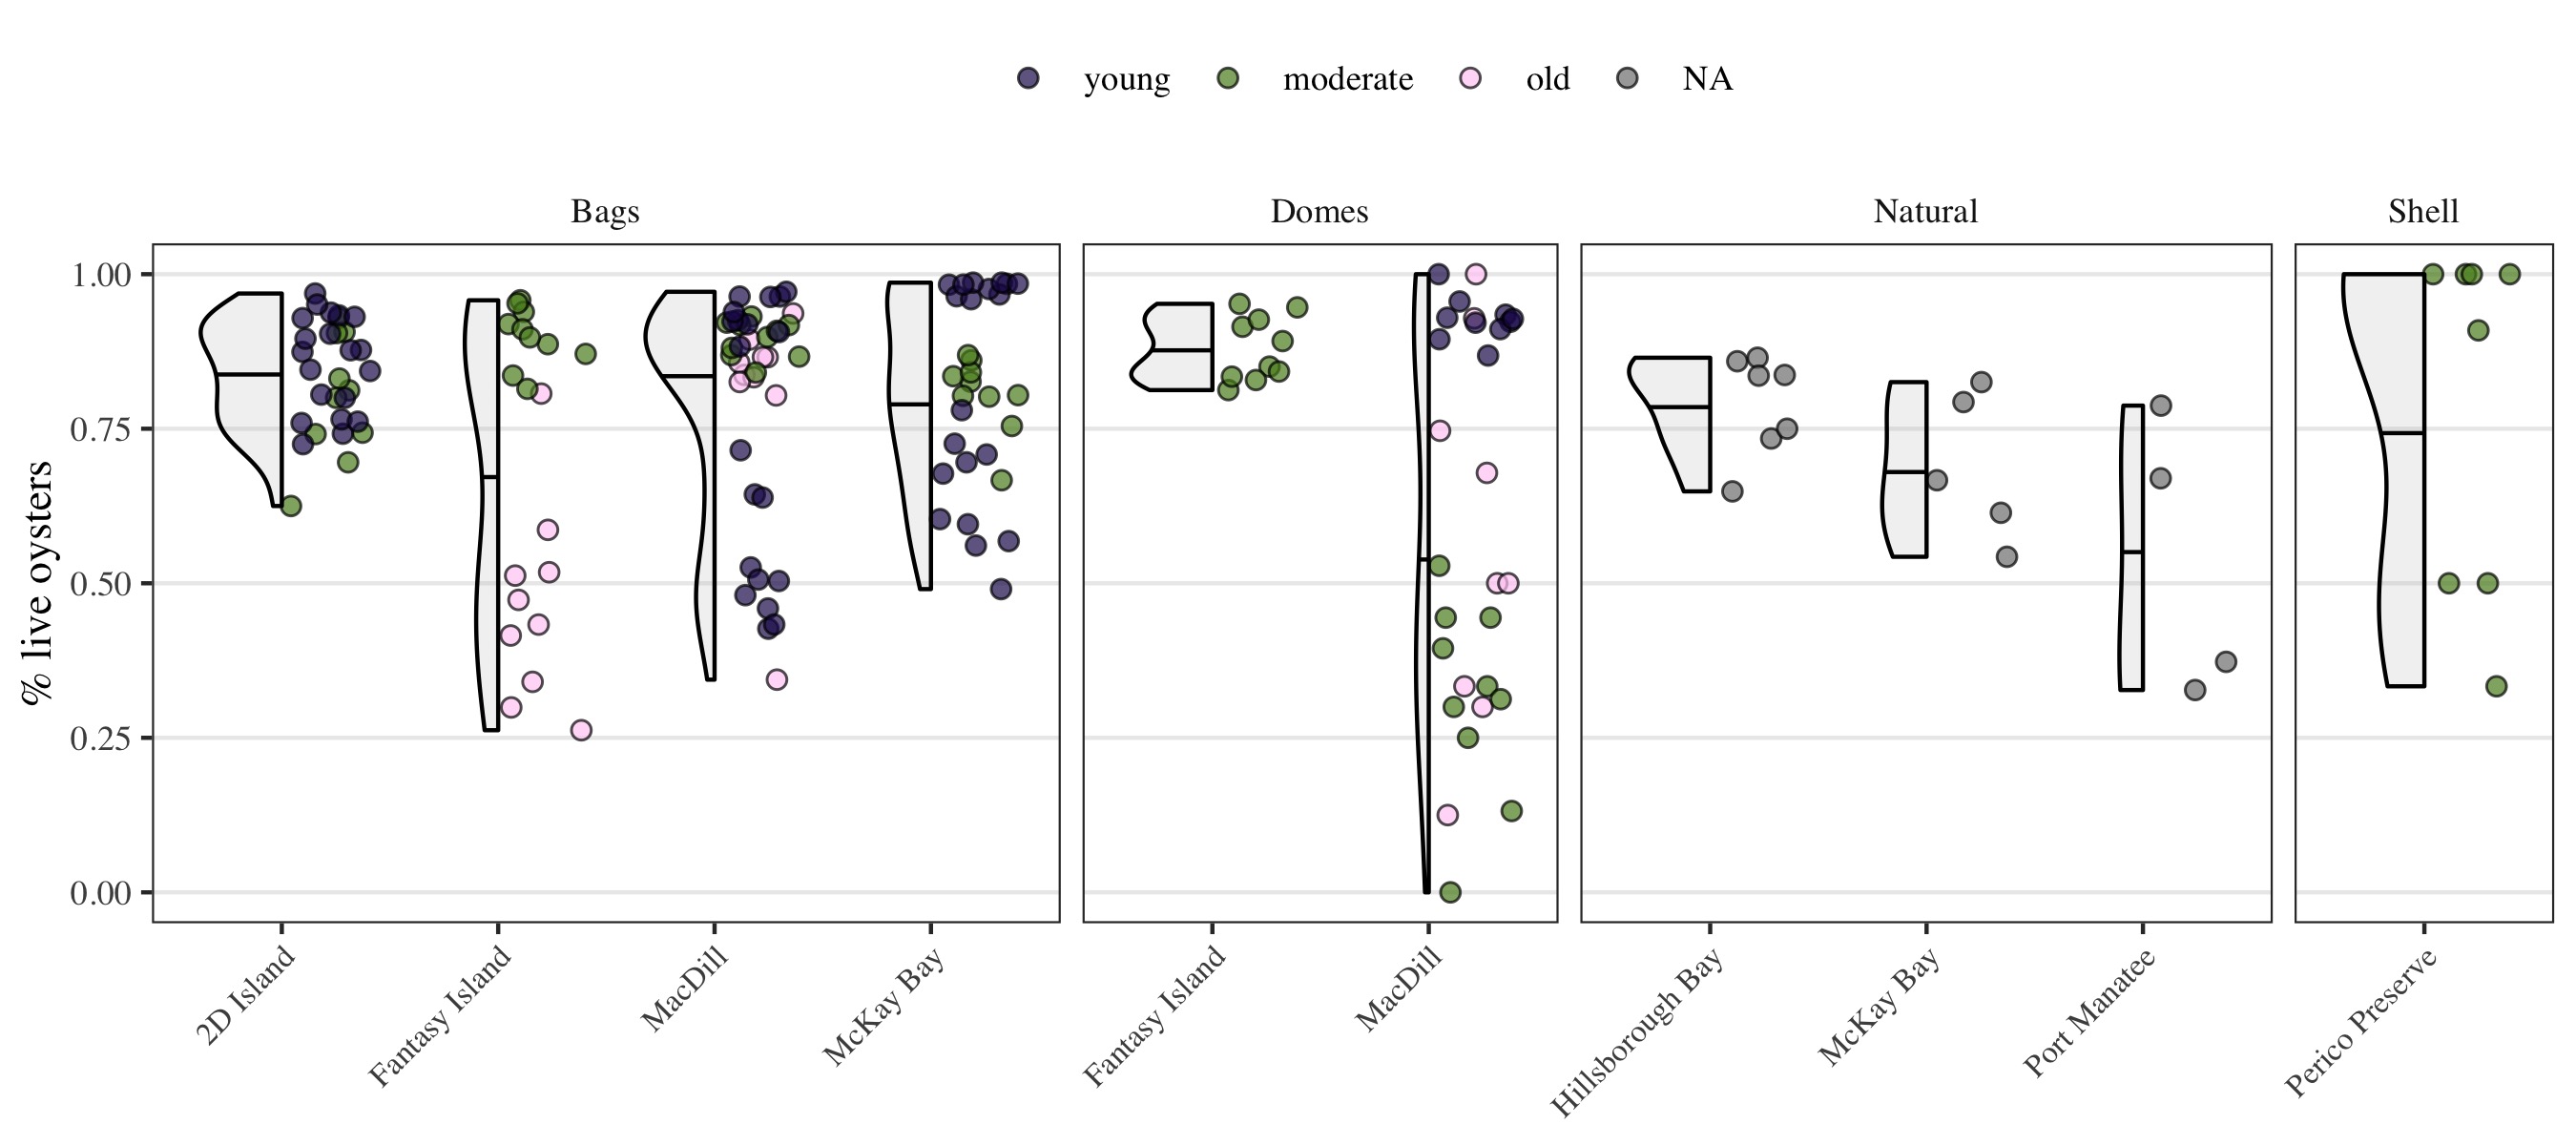 young moderate old NA
Bags Domes Natural Shell
% live oysters
1.00
0.75
0.50
0.25
0.00
2D Island
Fantasy Island
MacDill
McKay Bay
Fantasy Island
MacDill
Hillsborough Bay
McKay Bay
Port Manatee
Perico Preserve